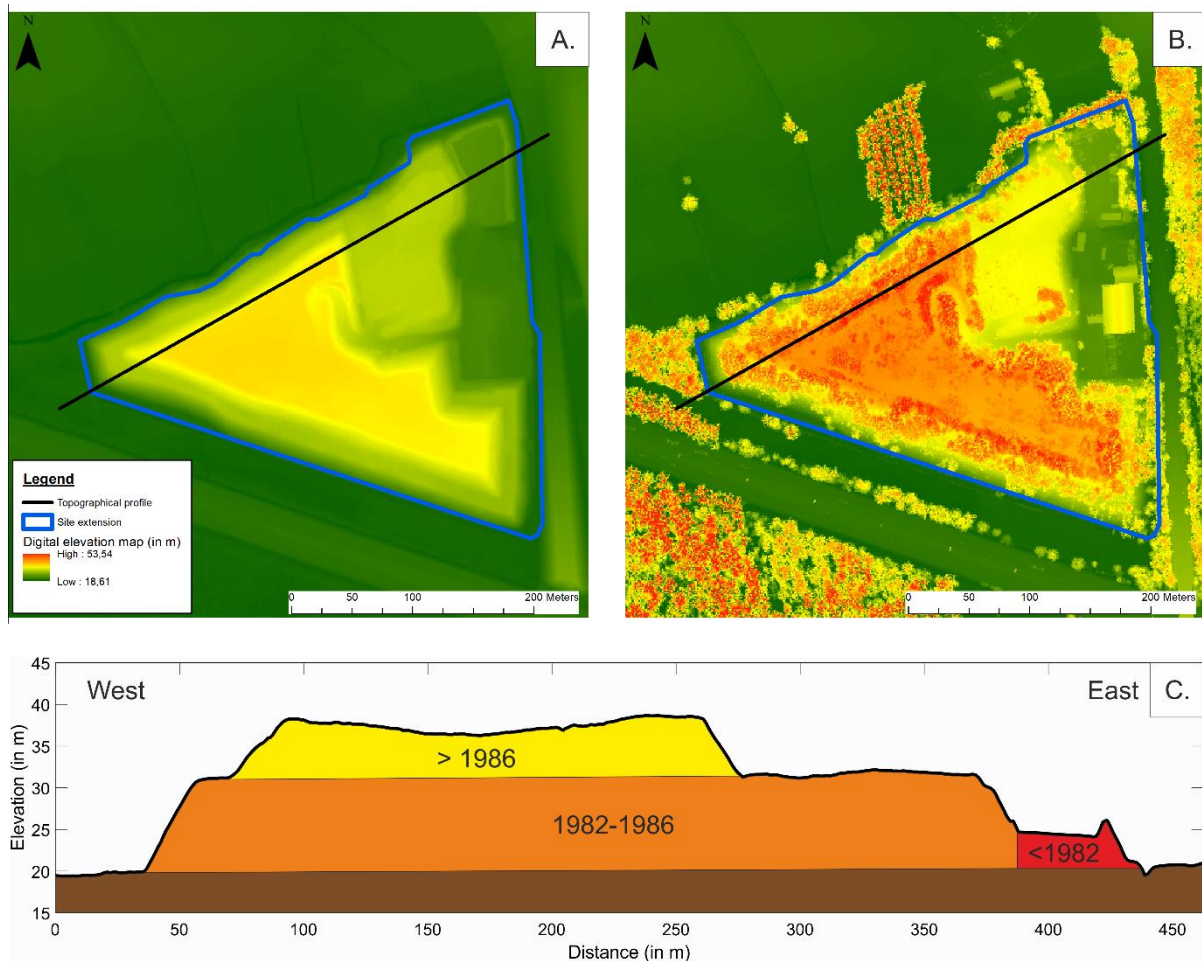 N
A.
Legend
Topographical profile
Site extension
Digital elevation map (in m)
High : 53,54
Low : 18,61
0 50 100 200 Meters
N
B.
0 50 100 200 Meters
West
East
C.
Elevation (in m)
45
40
35
30
25
20
15
> 1986
1982-1986
<1982
0 50 100 150 200 250 300 350 400 450
Distance (in m)